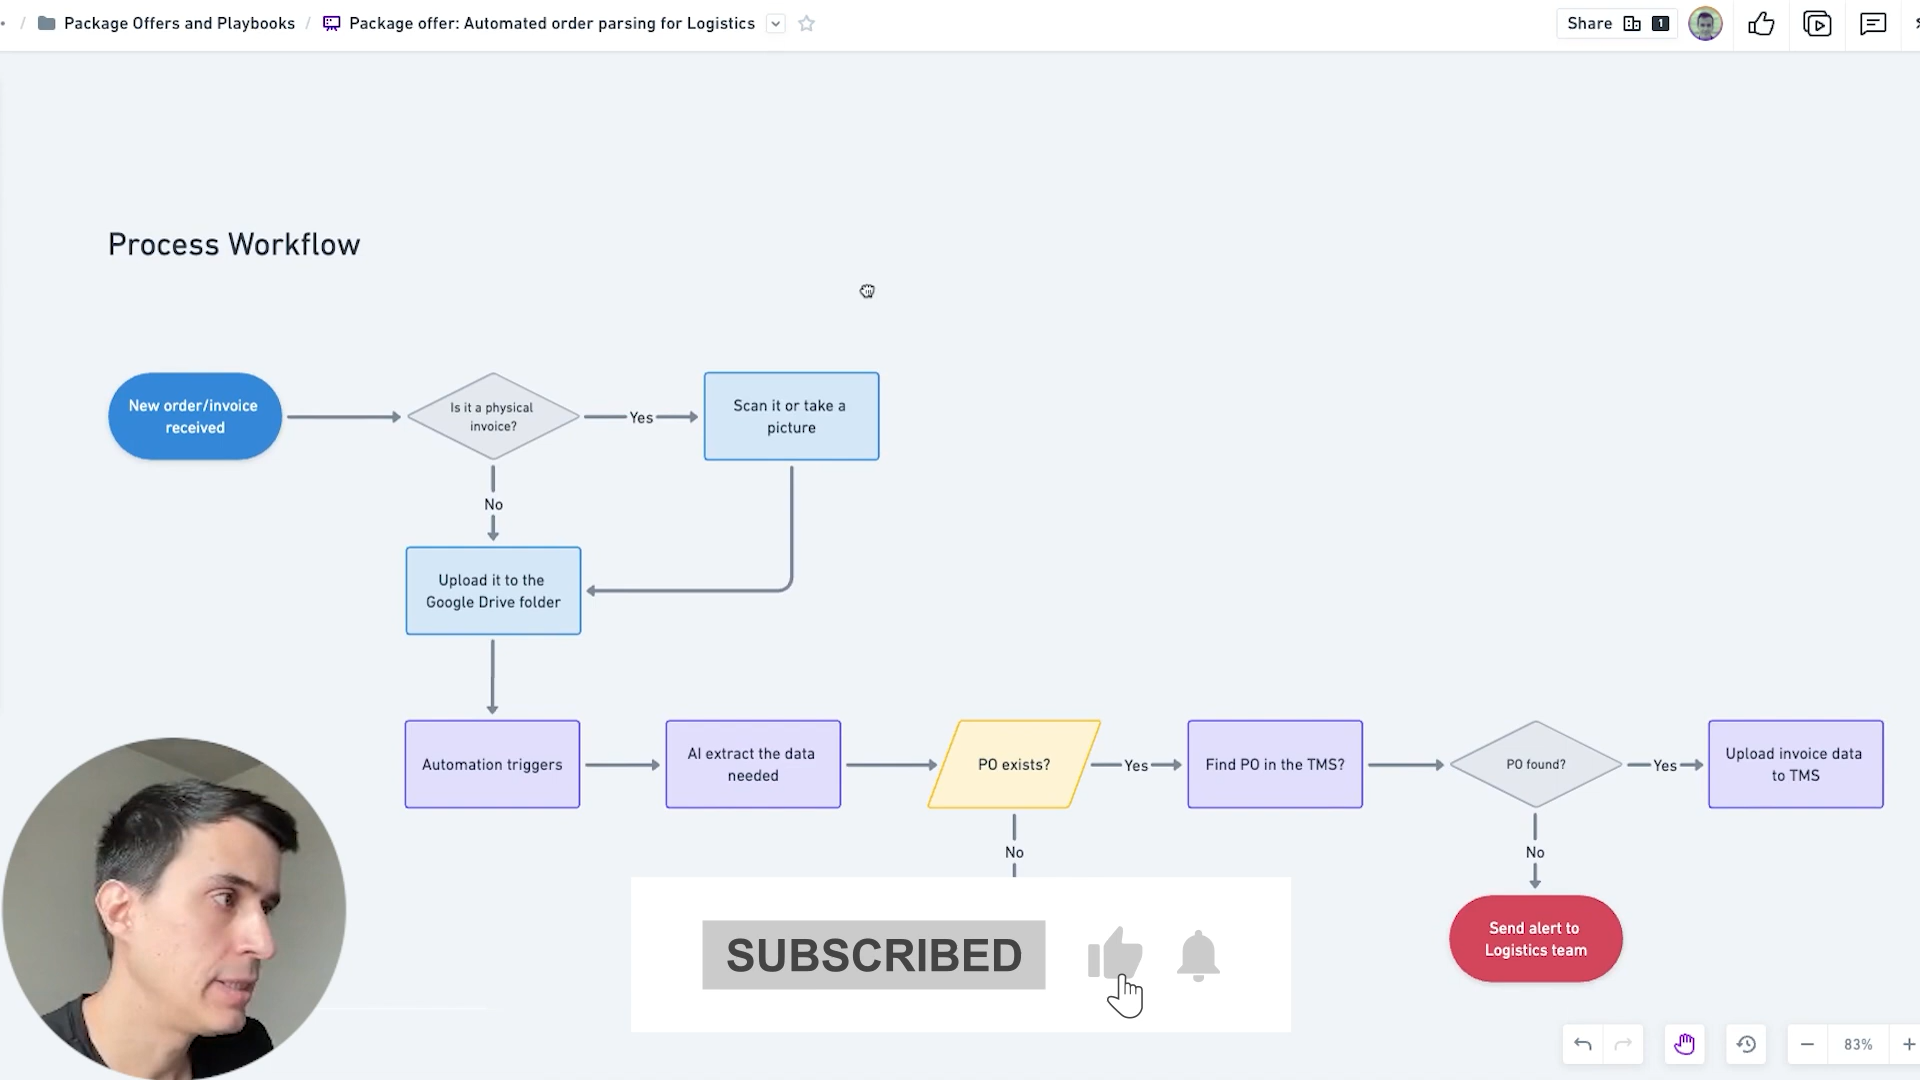 / Package Offers and Playbooks / Package offer: Automated order parsing for Logistics
Share 1
Process Workflow
New order/invoice
received
Is it a physical
invoice?
Yes
Scan it or take a
picture
No
Upload it to the
Google Drive folder
Automation triggers
AI extract the data
needed
PO exists?
Yes
Find PO in the TMS?
PO found?
Yes
Upload invoice data
to TMS
No
No
Send alert to
Logistics team
SUBSCRIBED
83%